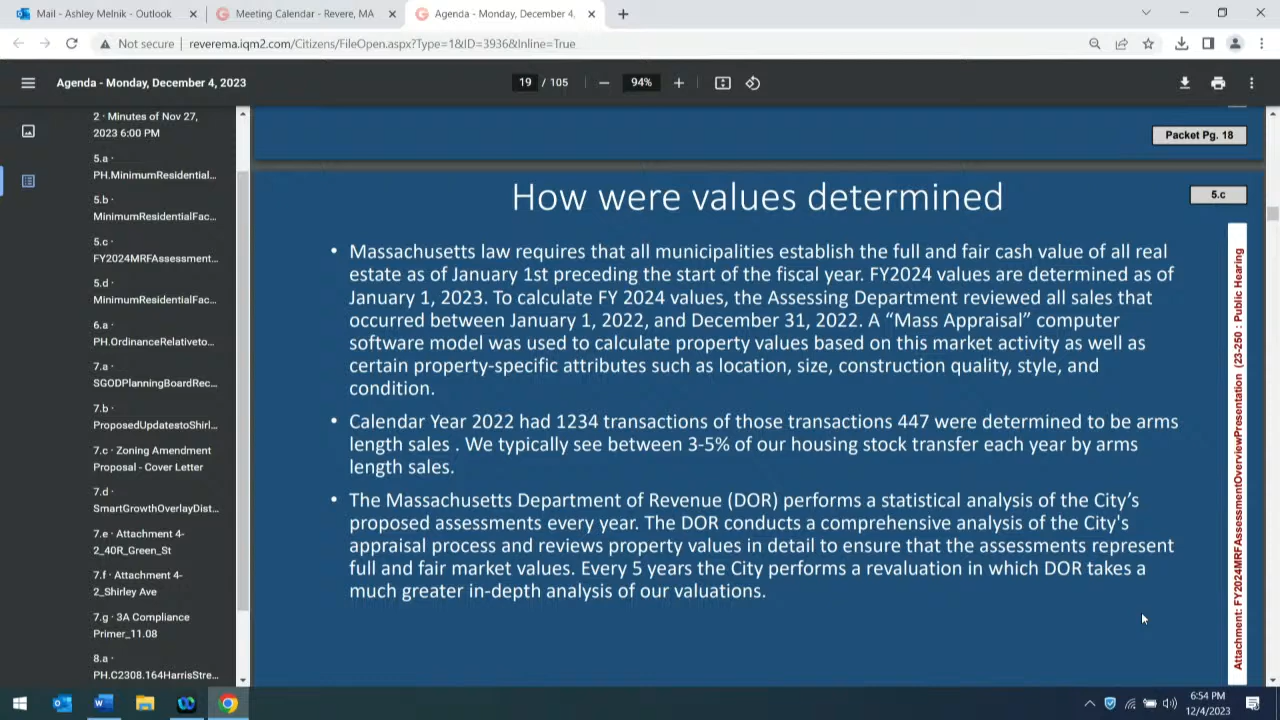 Mail - Ashley Melnik - Outlook
Meeting Calendar - Revere, MA
Agenda - Monday, December 4,
Not secure
reverema.iqm2.com/Citizens/FileOpen.aspx?Type=1&ID=3936&Inline=True
Agenda - Monday, December 4, 2023
19 / 105
94%
2 · Minutes of Nov 27,
2023 6:00 PM
5.a ·
PH.MinimumResidential...
5.b ·
MinimumResidentialFac...
5.c ·
FY2024MRFAssessment...
5.d ·
MinimumResidentialFac...
6.a ·
PH.OrdinanceRelativeto...
7.a ·
SGODPlanningBoardRec...
7.b ·
ProposedUpdatestoShirl...
7.c · Zoning Amendment
Proposal - Cover Letter
7.d ·
SmartGrowthOverlayDist...
7.e · Attachment 4-
2_40R_Green_St
7.f · Attachment 4-
2_Shirley Ave
7.g · 3A Compliance
Primer_11.08
8.a ·
PH.C2308.164HarrisStre...
Packet Pg. 18
How were values determined
5.c
• Massachusetts law requires that all municipalities establish the full and fair cash value of all real
estate as of January 1st preceding the start of the fiscal year. FY2024 values are determined as of
January 1, 2023. To calculate FY 2024 values, the Assessing Department reviewed all sales that
occurred between January 1, 2022, and December 31, 2022. A “Mass Appraisal” computer
software model was used to calculate property values based on this market activity as well as
certain property-specific attributes such as location, size, construction quality, style, and
condition.
• Calendar Year 2022 had 1234 transactions of those transactions 447 were determined to be arms
length sales . We typically see between 3-5% of our housing stock transfer each year by arms
length sales.
• The Massachusetts Department of Revenue (DOR) performs a statistical analysis of the City’s
proposed assessments every year. The DOR conducts a comprehensive analysis of the City's
appraisal process and reviews property values in detail to ensure that the assessments represent
full and fair market values. Every 5 years the City performs a revaluation in which DOR takes a
much greater in-depth analysis of our valuations.
Attachment: FY2024MRFAssessmentOverviewPresentation (23-250 : Public Hearing
6:54 PM
12/4/2023